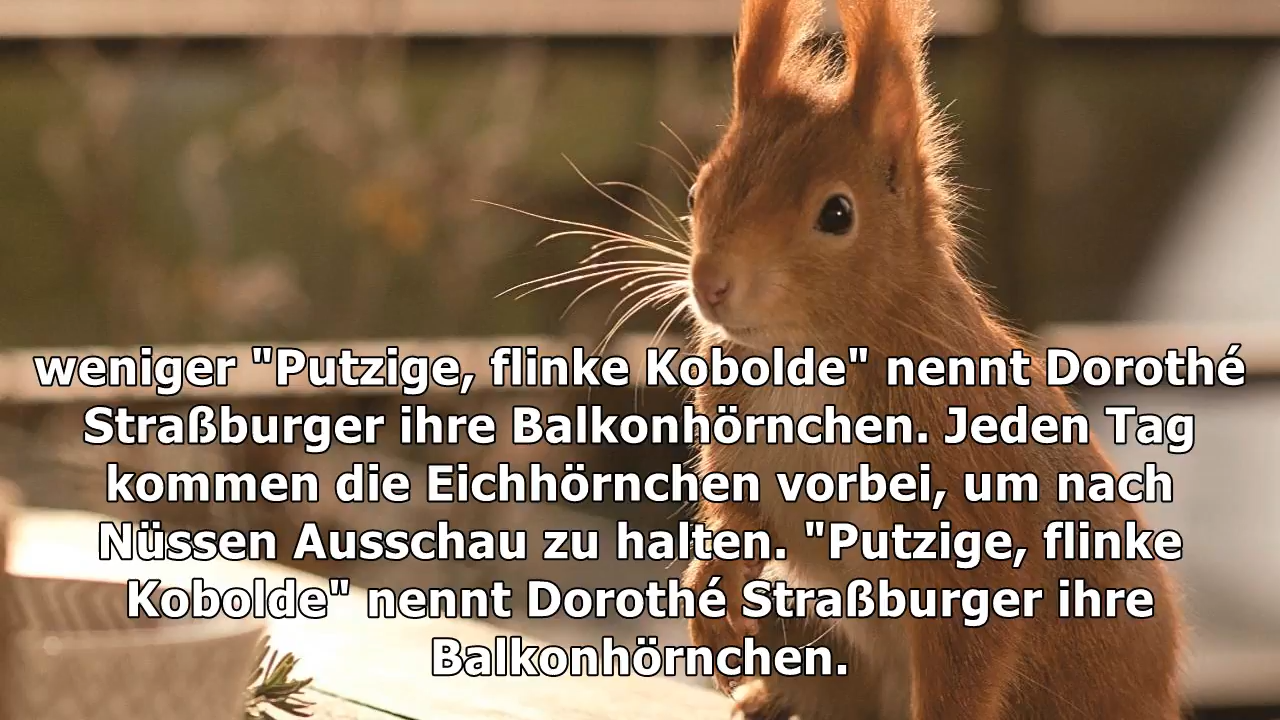 weniger "Putzige, flinke Kobolde" nennt Dorothé
Straßburger ihre Balkonhörnchen. Jeden Tag
kommen die Eichhörnchen vorbei, um nach
Nüssen Ausschau zu halten. "Putzige, flinke
Kobolde" nennt Dorothé Straßburger ihre
Balkonhörnchen.